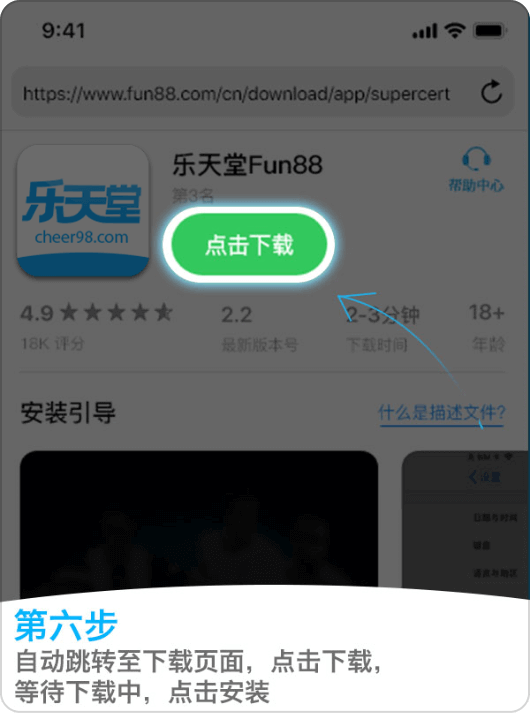 9:41
https://www.fun88.com/cn/download/app/supercert
乐天堂Fun88
第3名
帮助中心
乐天堂
cheer98.com
点击下载
4.9
2.2
2-3分钟
18+
18K 评分
最新版本号
下载时间
年龄
安装引导
什么是描述文件?
设置
日期与时间
键盘
语言与地区
第六步
自动跳转至下载页面，点击下载，
等待下载中，点击安装